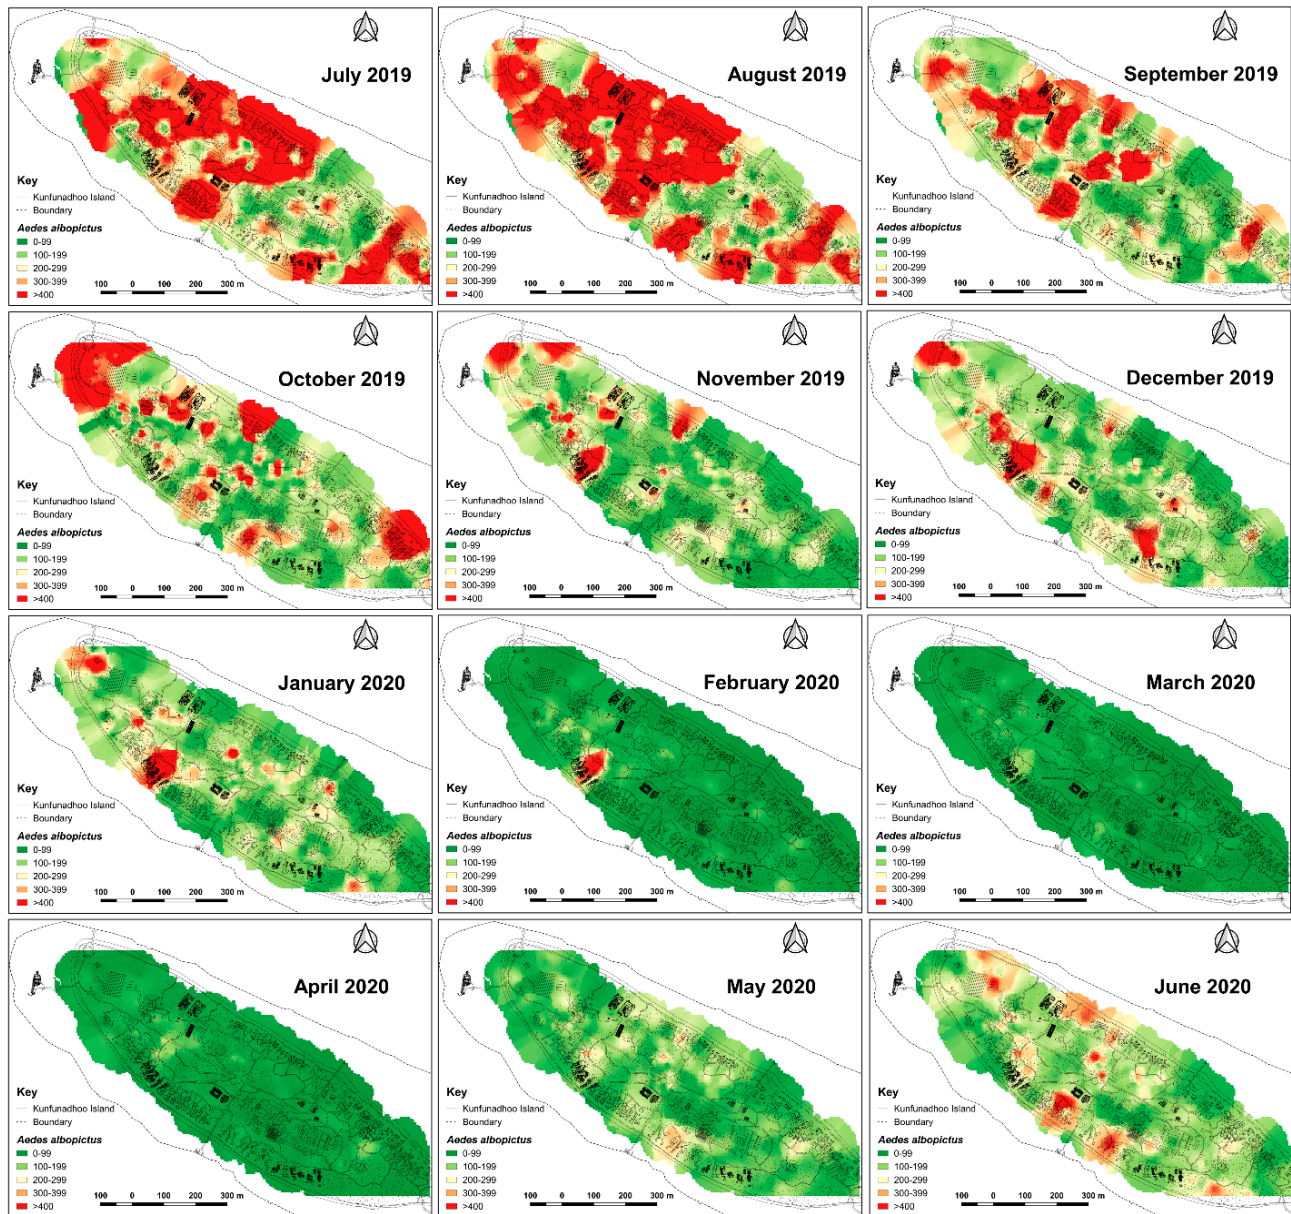 July 2019
Key
Kunfunadhoo Island
Boundary
Aedes albopictus
0-99
100-199
200-299
300-399
>400
100 0 100 200 300 m
August 2019
Key
Kunfunadhoo Island
Boundary
Aedes albopictus
0-99
100-199
200-299
300-399
>400
100 0 100 200 300 m
September 2019
Key
Kunfunadhoo Island
Boundary
Aedes albopictus
0-99
100-199
200-299
300-399
>400
100 0 100 200 300 m
October 2019
Key
Kunfunadhoo Island
Boundary
Aedes albopictus
0-99
100-199
200-299
300-399
>400
100 0 100 200 300 m
November 2019
Key
Kunfunadhoo Island
Boundary
Aedes albopictus
0-99
100-199
200-299
300-399
>400
100 0 100 200 300 m
December 2019
Key
Kunfunadhoo Island
Boundary
Aedes albopictus
0-99
100-199
200-299
300-399
>400
100 0 100 200 300 m
January 2020
Key
Kunfunadhoo Island
Boundary
Aedes albopictus
0-99
100-199
200-299
300-399
>400
100 0 100 200 300 m
February 2020
Key
Kunfunadhoo Island
Boundary
Aedes albopictus
0-99
100-199
200-299
300-399
>400
100 0 100 200 300 m
March 2020
Key
Kunfunadhoo Island
Boundary
Aedes albopictus
0-99
100-199
200-299
300-399
>400
100 0 100 200 300 m
April 2020
Key
Kunfunadhoo Island
Boundary
Aedes albopictus
0-99
100-199
200-299
300-399
>400
100 0 100 200 300 m
May 2020
Key
Kunfunadhoo Island
Boundary
Aedes albopictus
0-99
100-199
200-299
300-399
>400
100 0 100 200 300 m
June 2020
Key
Kunfunadhoo Island
Boundary
Aedes albopictus
0-99
100-199
200-299
300-399
>400
100 0 100 200 300 m